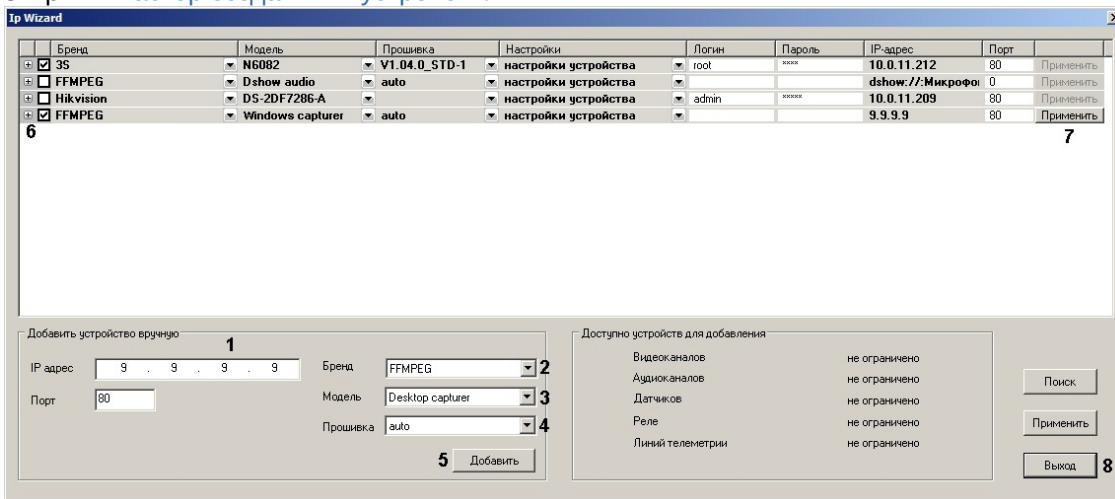 Ip Wizard
Бренд Модель Прошивка Настройки Логин Пароль IP-адрес Порт
3S N6082 V1.04.0_STD-1 настройки устройства root **** 10.0.11.212 80 Применить
FFMPEG Dshow audio auto настройки устройства dshow://:Микрофо 0 Применить
Hikvision DS-2DF7286-A настройки устройства admin ***** 10.0.11.209 80 Применить
FFMPEG Windows capturer auto настройки устройства 9.9.9.9 80 Применить
6 7
Добавить устройство вручную
1
IP адрес 9 . 9 . 9 . 9
Бренд FFMPEG 2
Порт 80
Модель Desktop capturer 3
Прошивка auto 4
5 Добавить
Доступно устройств для добавления
Видеоканалов не ограничено
Аудиоканалов не ограничено
Датчиков не ограничено
Реле не ограничено
Линий телеметрии не ограничено
Поиск
Применить
Выход 8